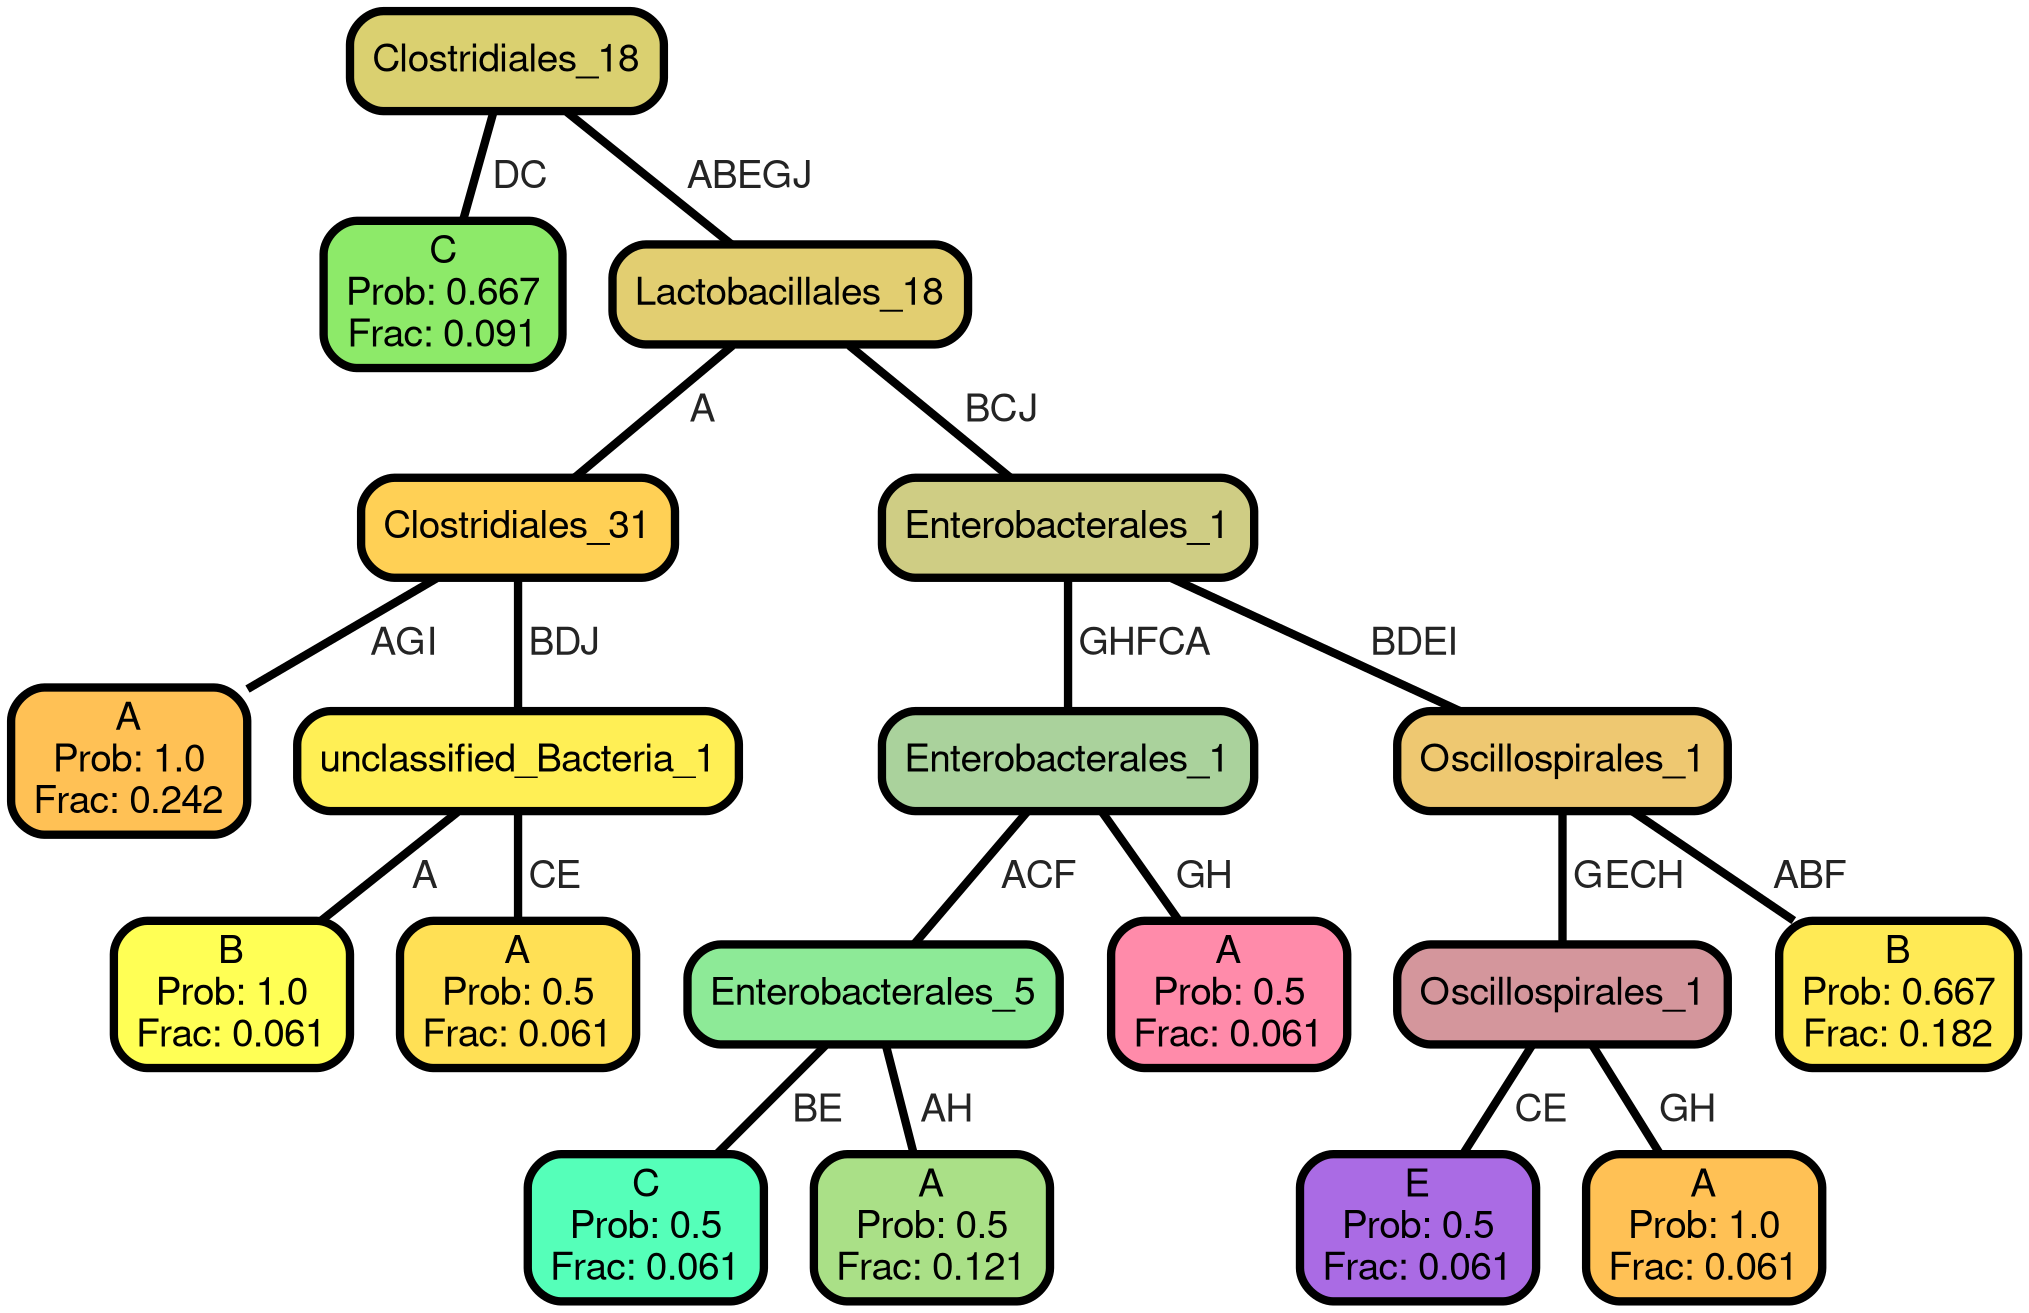 Clostridiales_18
DC
ABEGJ
C
Prob: 0.667
Frac: 0.091
Lactobacillales_18
A
BCJ
Clostridiales_31
Enterobacterales_1
AGI
BDJ
GHFCA
BDEI
A
Prob: 1.0
Frac: 0.242
unclassified_Bacteria_1
Enterobacterales_1
Oscillospirales_1
A
CE
ACF
GH
GECH
ABF
B
Prob: 1.0
Frac: 0.061
A
Prob: 0.5
Frac: 0.061
Enterobacterales_5
A
Prob: 0.5
Frac: 0.061
Oscillospirales_1
B
Prob: 0.667
Frac: 0.182
BE
AH
CE
GH
C
Prob: 0.5
Frac: 0.061
A
Prob: 0.5
Frac: 0.121
E
Prob: 0.5
Frac: 0.061
A
Prob: 1.0
Frac: 0.061